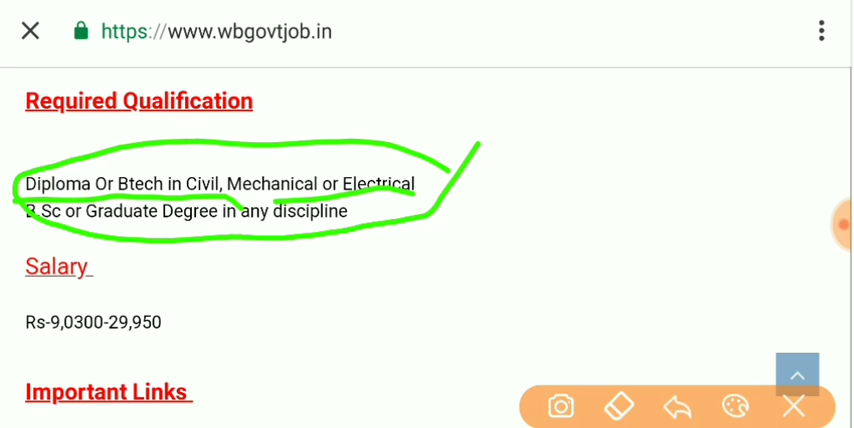 https://www.wbgovtjob.in
Required Qualification
Diploma Or Btech in Civil, Mechanical or Electrical
B.Sc or Graduate Degree in any discipline
Salary
Rs-9,0300-29,950
Important Links